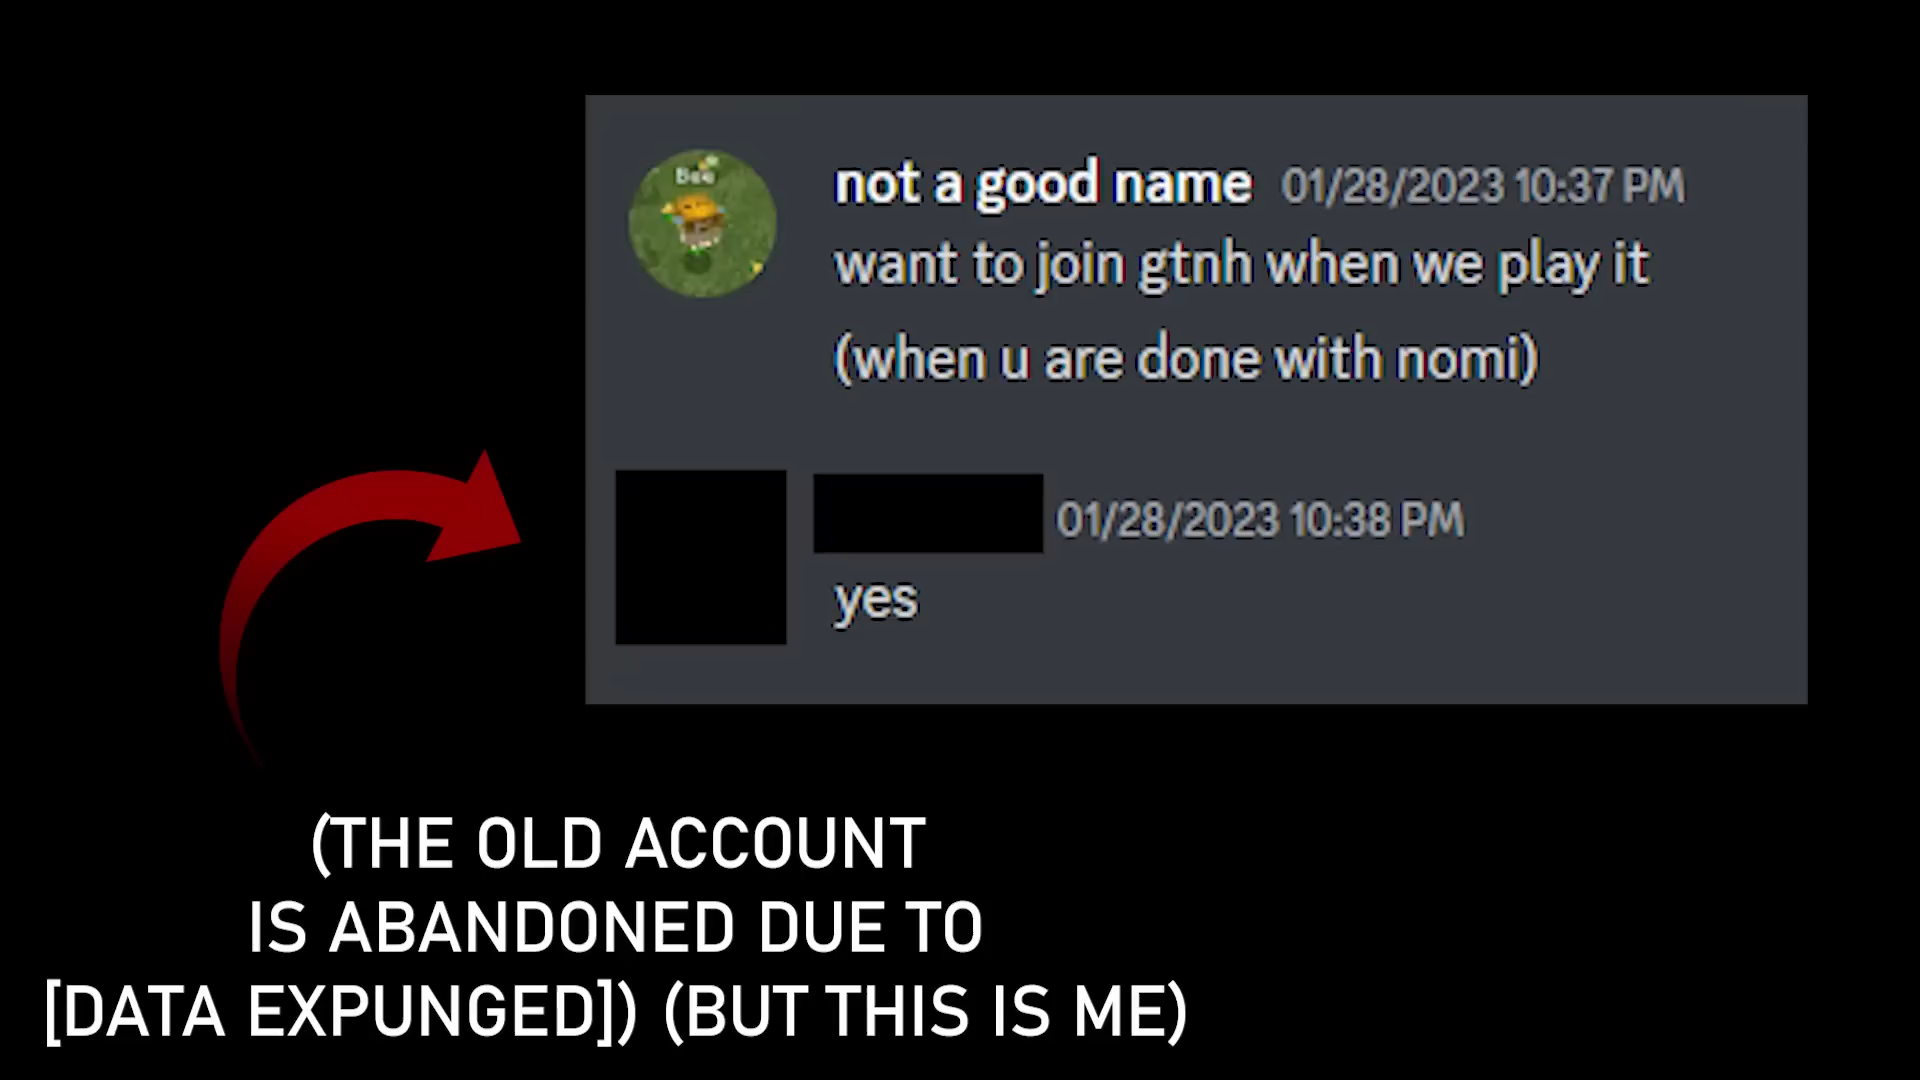 Bee
not a good name 01/28/2023 10:37 PM
want to join gtnh when we play it
(when u are done with nomi)
01/28/2023 10:38 PM
yes
(THE OLD ACCOUNT
IS ABANDONED DUE TO
[DATA EXPUNGED]) (BUT THIS IS ME)